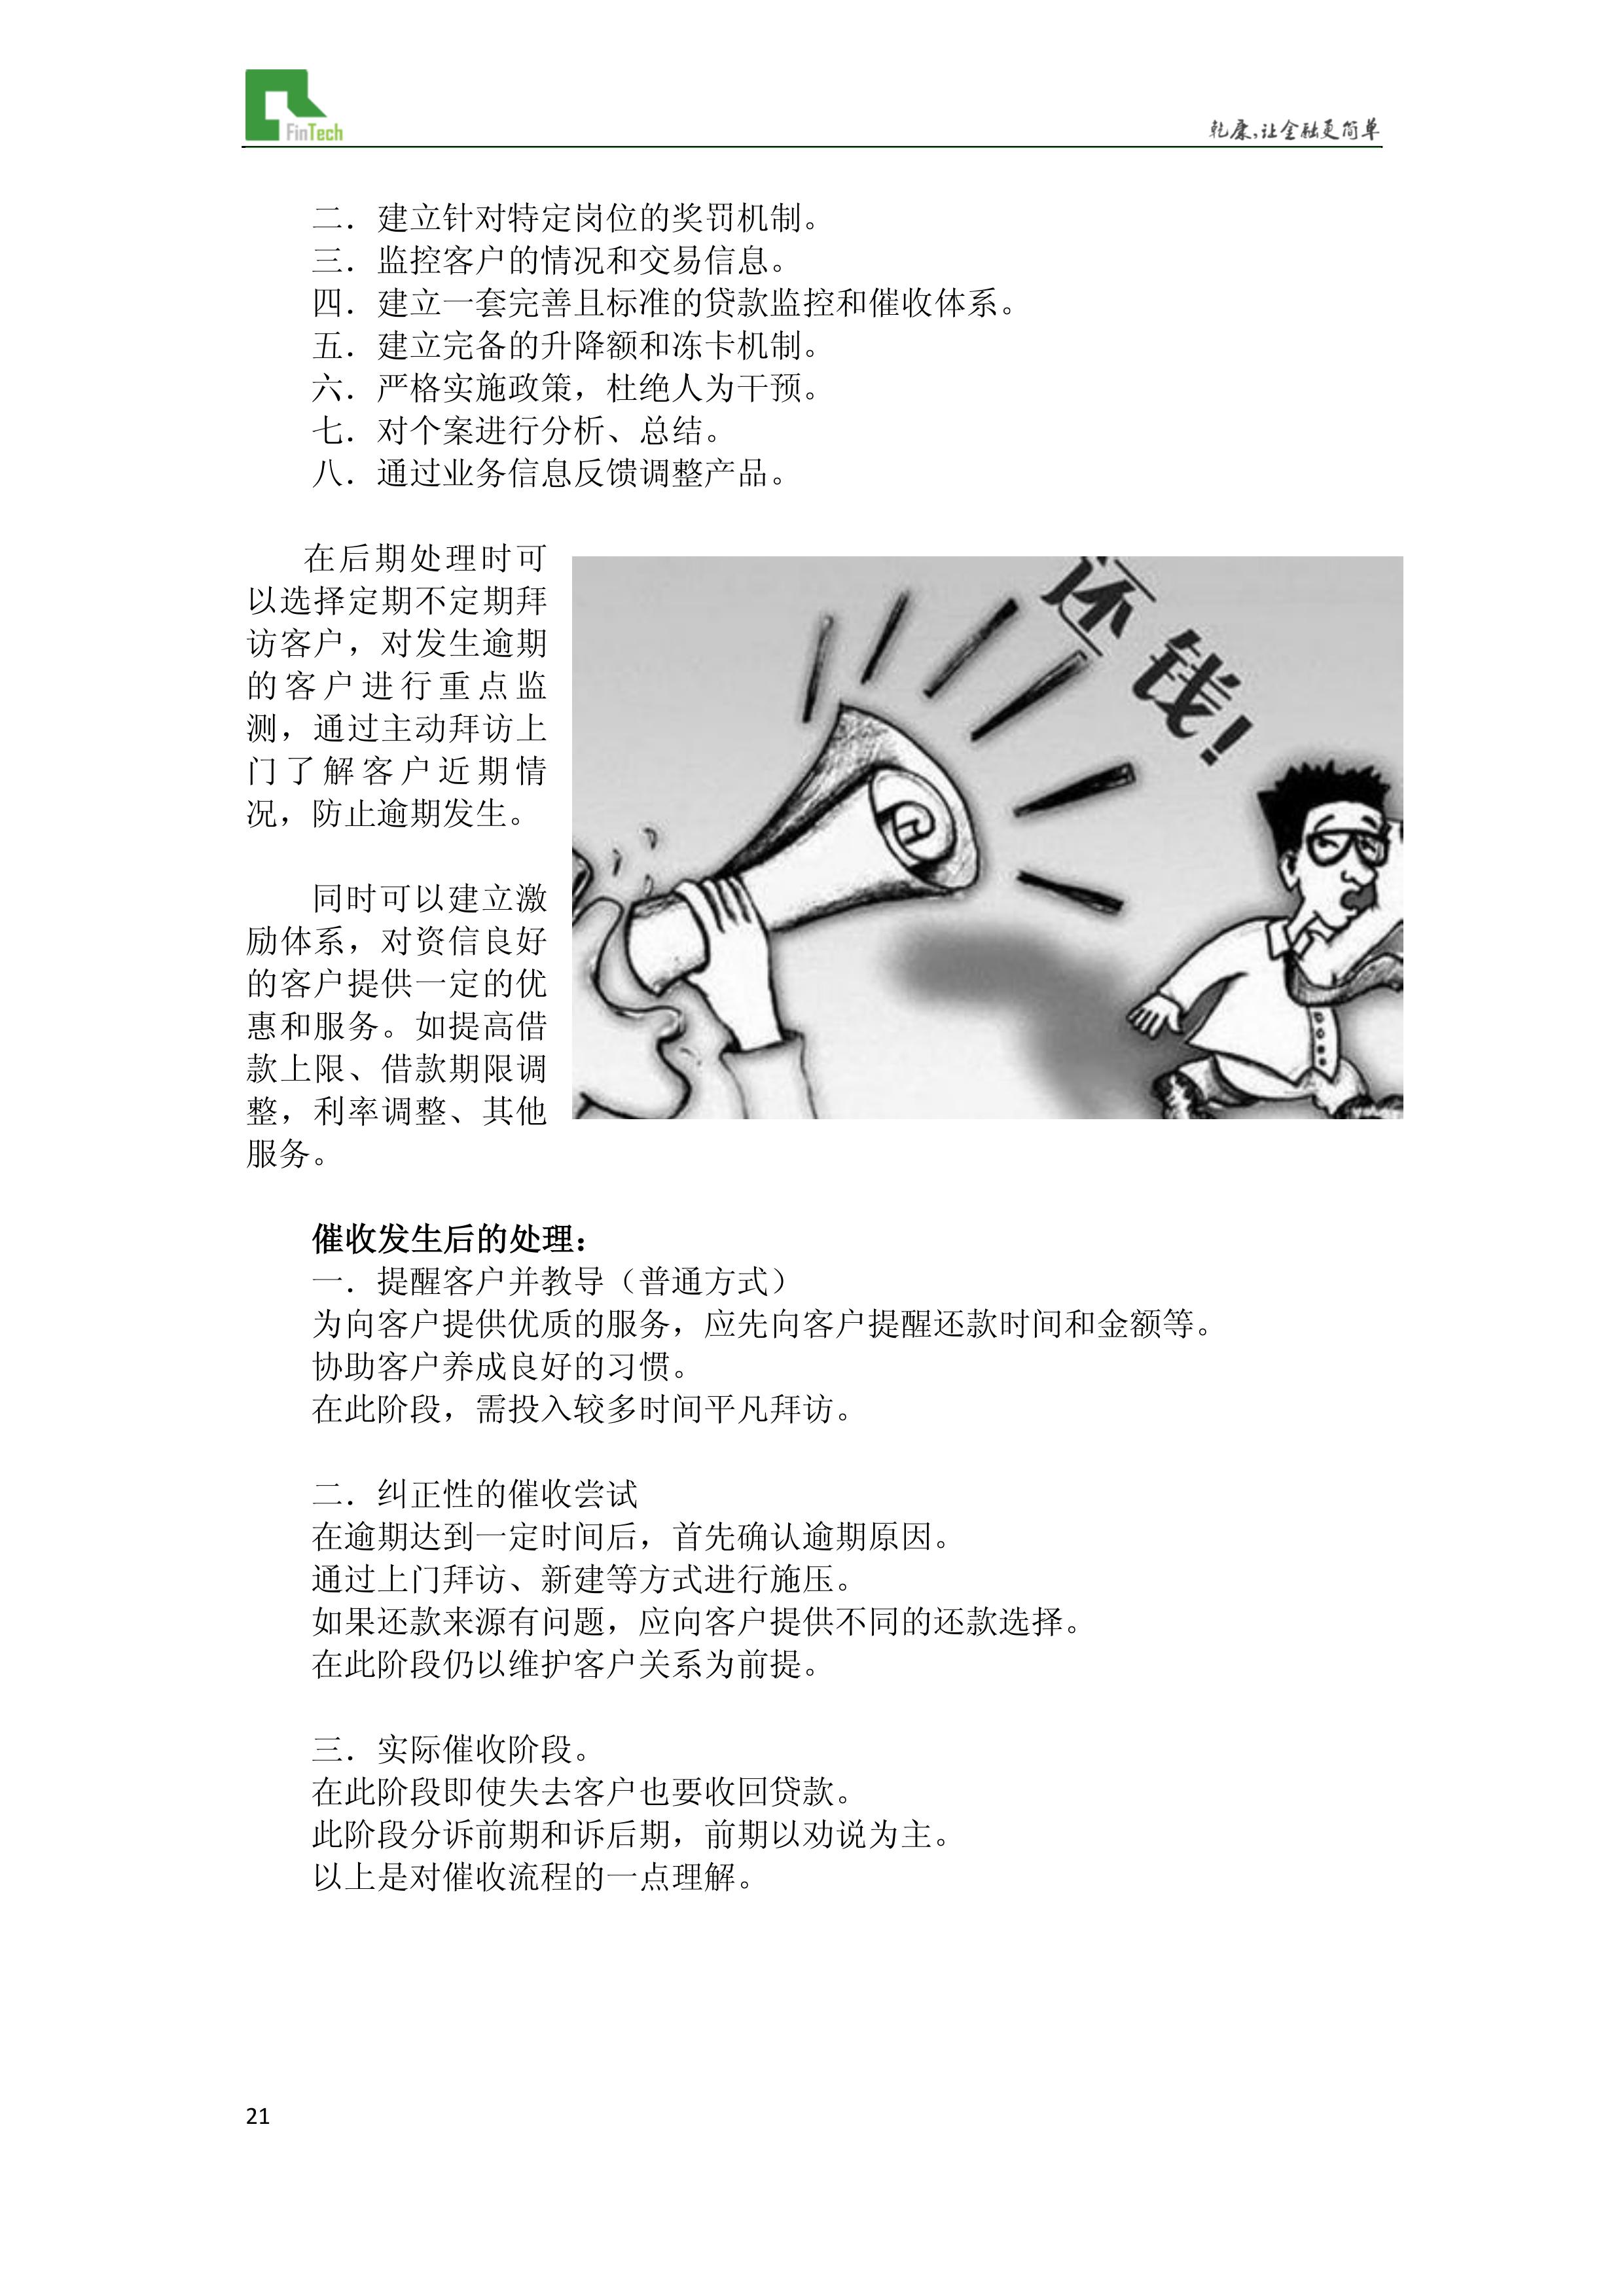 FinTech
乾康,让金融更简单
二．建立针对特定岗位的奖罚机制。
三．监控客户的情况和交易信息。
四．建立一套完善且标准的贷款监控和催收体系。
五．建立完备的升降额和冻卡机制。
六．严格实施政策，杜绝人为干预。
七．对个案进行分析、总结。
八．通过业务信息反馈调整产品。
在后期处理时可
以选择定期不定期拜
访客户，对发生逾期
的客户进行重点监
测，通过主动拜访上
门了解客户近期情
况，防止逾期发生。
同时可以建立激
励体系，对资信良好
的客户提供一定的优
惠和服务。如提高借
款上限、借款期限调
整，利率调整、其他
服务。
还钱!
催收发生后的处理：
一．提醒客户并教导（普通方式）
为向客户提供优质的服务，应先向客户提醒还款时间和金额等。
协助客户养成良好的习惯。
在此阶段，需投入较多时间平凡拜访。
二．纠正性的催收尝试
在逾期达到一定时间后，首先确认逾期原因。
通过上门拜访、新建等方式进行施压。
如果还款来源有问题，应向客户提供不同的还款选择。
在此阶段仍以维护客户关系为前提。
三．实际催收阶段。
在此阶段即使失去客户也要收回贷款。
此阶段分诉前期和诉后期，前期以劝说为主。
以上是对催收流程的一点理解。
21